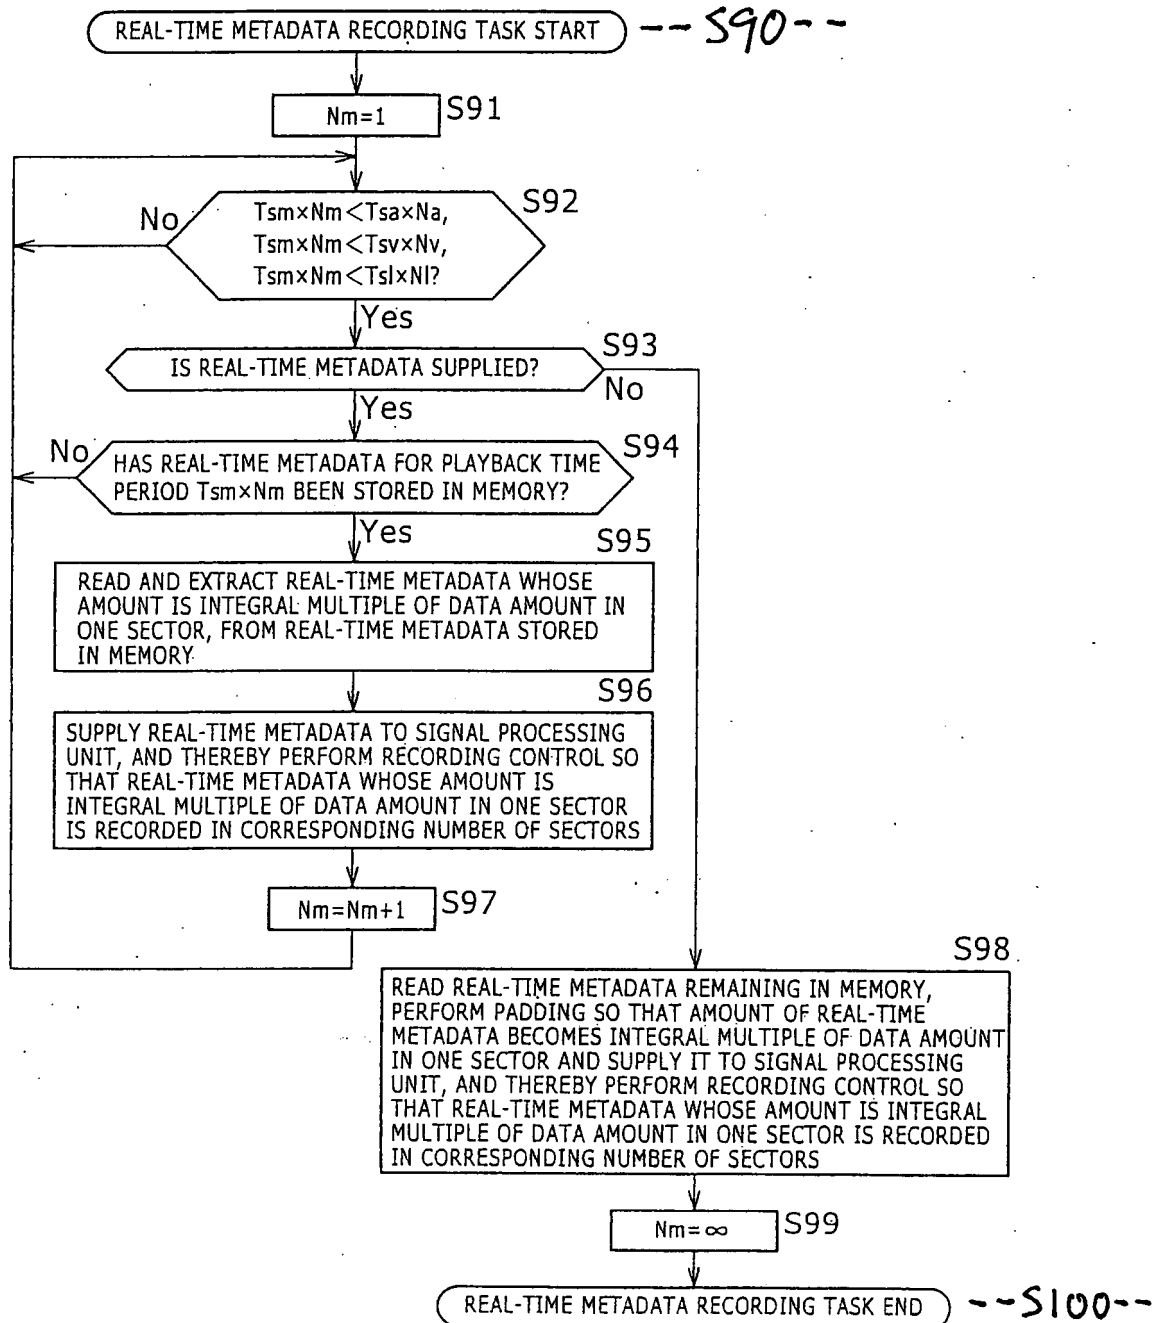 REAL-TIME METADATA RECORDING TASK START --S90--
Nm=1 S91
S92
No
Tsm×Nm<Tsa×Na,
Tsm×Nm<Tsv×Nv,
Tsm×Nm<Tsl×Nl?
Yes
S93
IS REAL-TIME METADATA SUPPLIED?
No
Yes
S94
No
HAS REAL-TIME METADATA FOR PLAYBACK TIME
PERIOD Tsm×Nm BEEN STORED IN MEMORY?
Yes
S95
READ AND EXTRACT REAL-TIME METADATA WHOSE
AMOUNT IS INTEGRAL MULTIPLE OF DATA AMOUNT IN
ONE SECTOR, FROM REAL-TIME METADATA STORED
IN MEMORY
S96
SUPPLY REAL-TIME METADATA TO SIGNAL PROCESSING
UNIT, AND THEREBY PERFORM RECORDING CONTROL SO
THAT REAL-TIME METADATA WHOSE AMOUNT IS
INTEGRAL MULTIPLE OF DATA AMOUNT IN ONE SECTOR
IS RECORDED IN CORRESPONDING NUMBER OF SECTORS
Nm=Nm+1 S97
S98
READ REAL-TIME METADATA REMAINING IN MEMORY,
PERFORM PADDING SO THAT AMOUNT OF REAL-TIME
METADATA BECOMES INTEGRAL MULTIPLE OF DATA AMOUNT
IN ONE SECTOR AND SUPPLY IT TO SIGNAL PROCESSING
UNIT, AND THEREBY PERFORM RECORDING CONTROL SO
THAT REAL-TIME METADATA WHOSE AMOUNT IS INTEGRAL
MULTIPLE OF DATA AMOUNT IN ONE SECTOR IS RECORDED
IN CORRESPONDING NUMBER OF SECTORS
Nm=∞ S99
REAL-TIME METADATA RECORDING TASK END --S100--